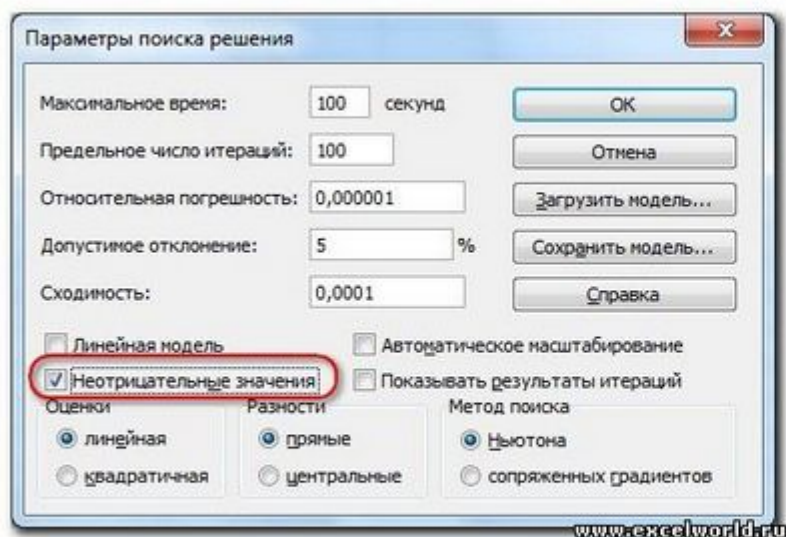 Параметры поиска решения
Максимальное время: 100 секунд
OK
Предельное число итераций: 100
Отмена
Относительная погрешность: 0,000001
Загрузить модель...
Допустимое отклонение: 5 %
Сохранить модель...
Сходимость: 0,0001
Справка
Линейная модель
Автоматическое масштабирование
Неотрицательные значения
Показывать результаты итераций
Оценки
Разности
Метод поиска
линейная
прямые
Ньютона
квадратичная
центральные
сопряженных градиентов
www.excelworld.ru